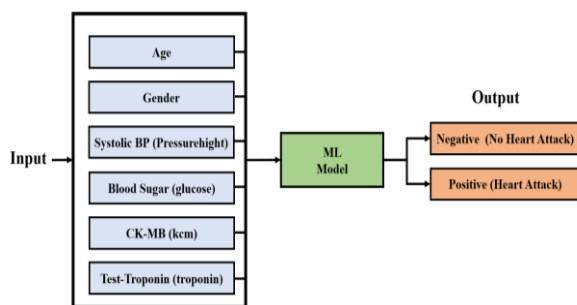 Input
Age
Gender
Systolic BP (Pressurehight)
Blood Sugar (glucose)
CK-MB (kcm)
Test-Troponin (troponin)
ML
Model
Output
Negative (No Heart Attack)
Positive (Heart Attack)